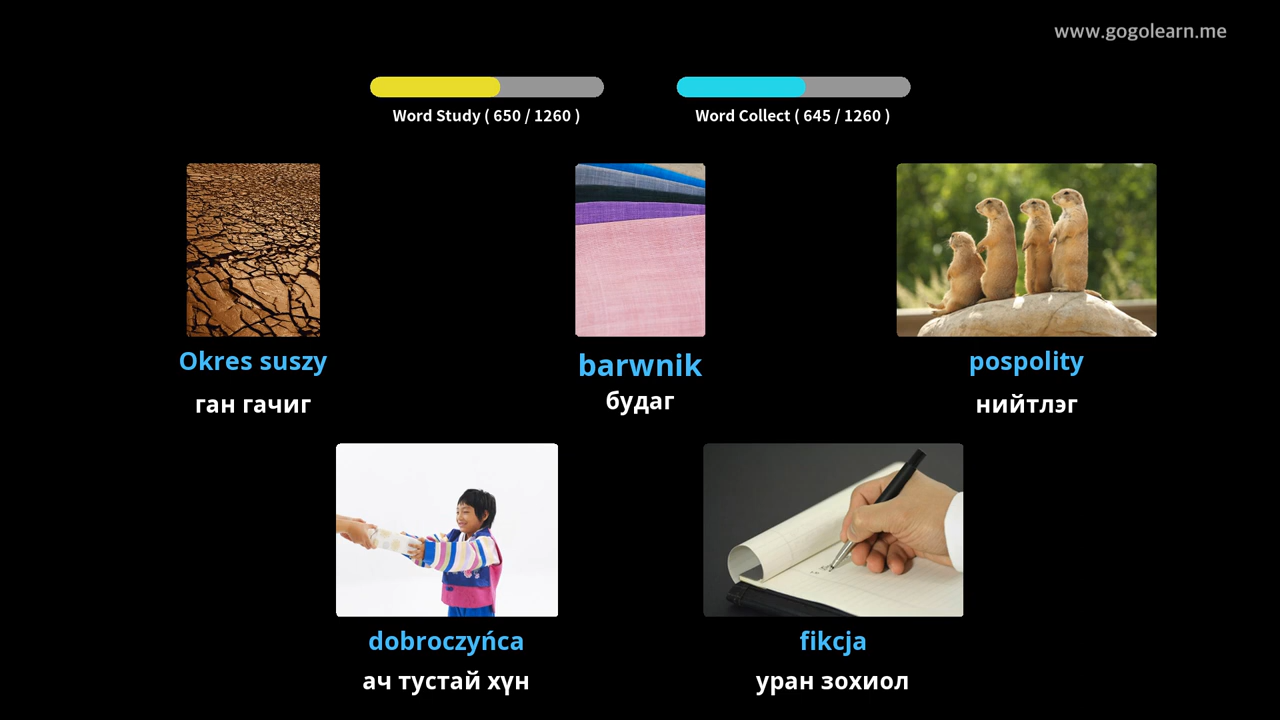 www.gogolearn.me
Word Study ( 650 / 1260 )
Word Collect ( 645 / 1260 )
Okres suszy
ган гачиг
barwnik
будаг
pospolity
нийтлэг
dobroczyńca
ач тустай хүн
fikcja
уран зохиол